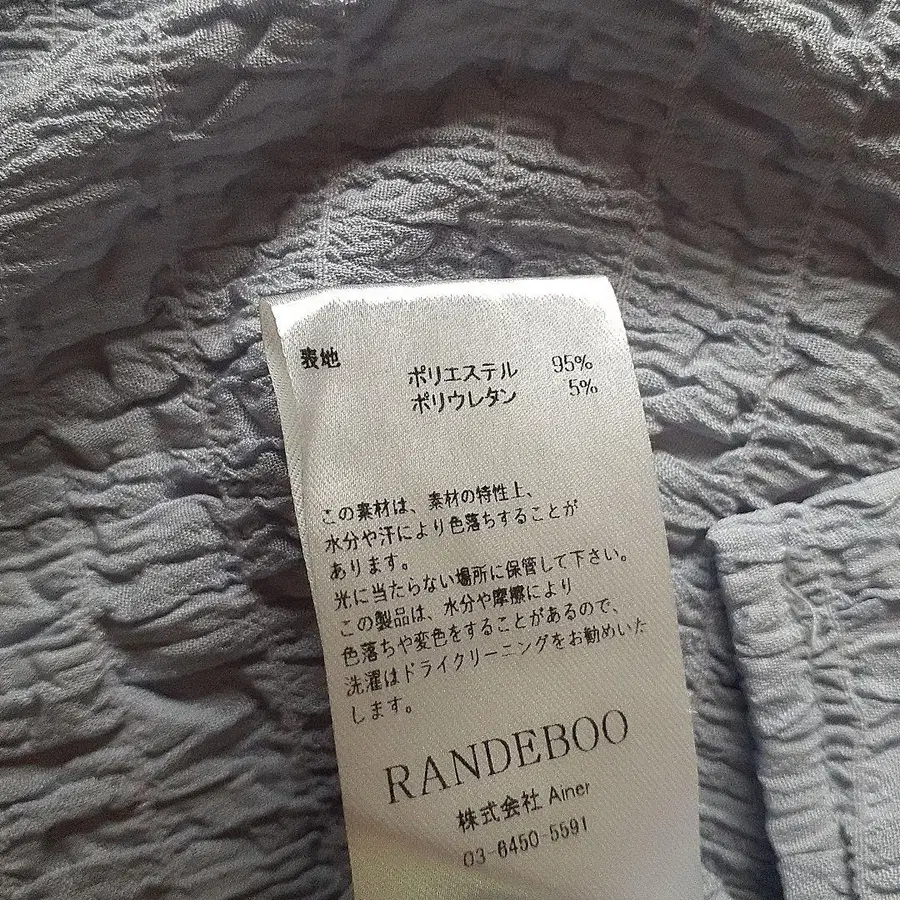 表地
ポリエステル 95%
ポリウレタン 5%
この素材は、素材の特性上、
水分や汗により色落ちすることが
あります。
光に当たらない場所に保管して下さい。
この製品は、水分や摩擦により
色落ちや変色をすることがあるので、
洗濯はドライクリーニングをお勧めいた
します。
RANDEBOO
株式会社 Ainer
03-6450-5591